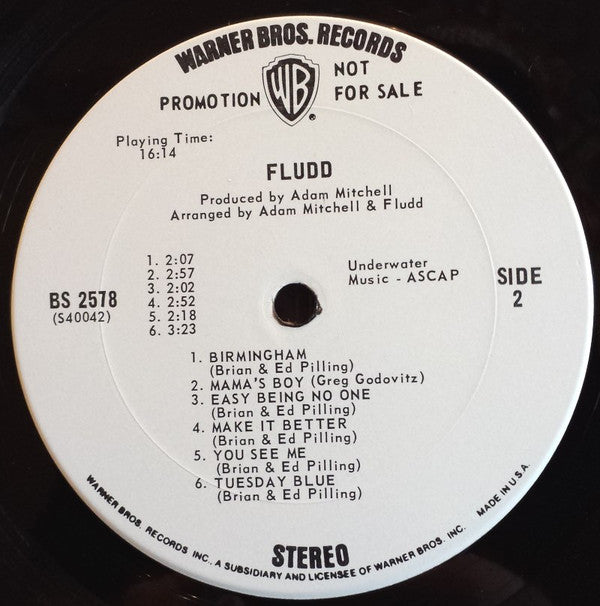 WARNER BROS. RECORDS
PROMOTION WB NOT
FOR SALE
®
Playing Time:
16:14
FLUDD
Produced by Adam Mitchell
Arranged by Adam Mitchell & Fludd
1. 2:07
2. 2:57
3. 2:02
4. 2:52
5. 2:18
6. 3:23
Underwater
Music - ASCAP
BS 2578
(S40042)
SIDE
2
1. BIRMINGHAM
(Brian & Ed Pilling)
2. MAMA'S BOY (Greg Godovitz)
3. EASY BEING NO ONE
(Brian & Ed Pilling)
4. MAKE IT BETTER
(Brian & Ed Pilling)
5. YOU SEE ME
(Brian & Ed Pilling)
6. TUESDAY BLUE
(Brian & Ed Pilling)
STEREO
WARNER BROS. RECORDS INC., A SUBSIDIARY AND LICENSEE OF WARNER BROS. INC. MADE IN U.S.A.